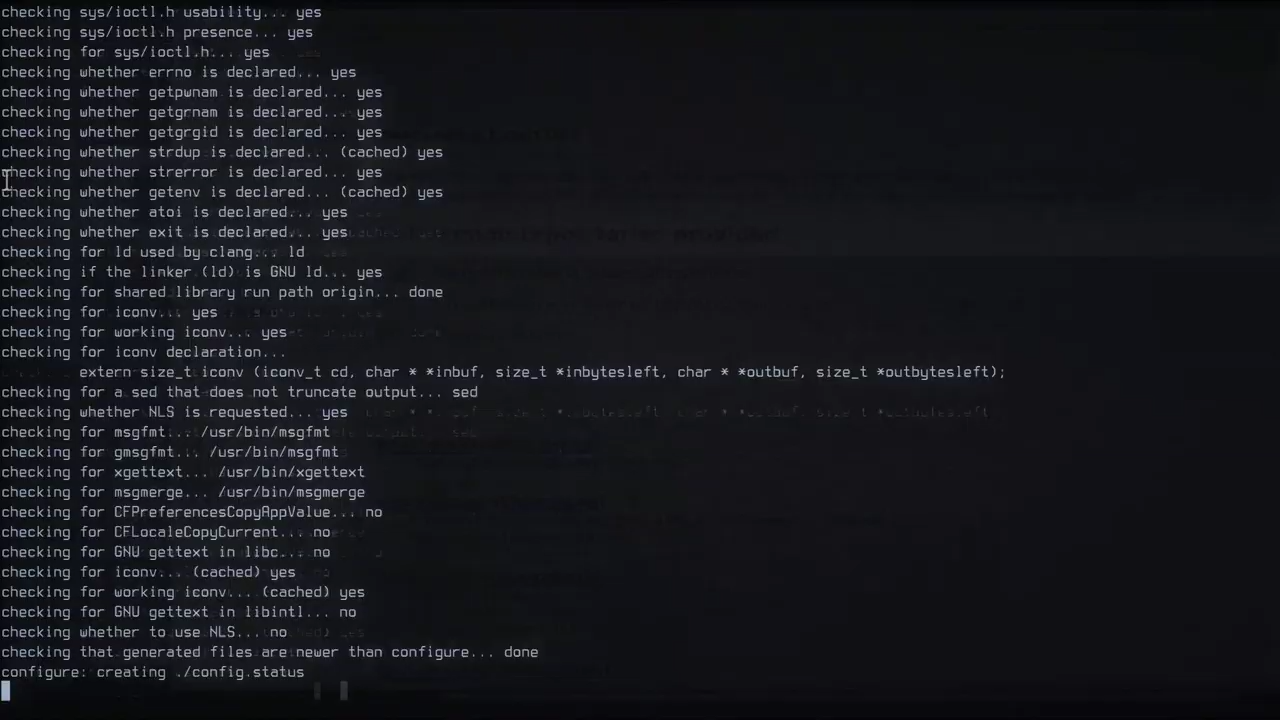 checking sys/ioctl.h usability... yes
checking sys/ioctl.h presence... yes
checking for sys/ioctl.h... yes
checking whether errno is declared... yes
checking whether getpwnam is declared... yes
checking whether getgrnam is declared... yes
checking whether getgrgid is declared... yes
checking whether strdup is declared... (cached) yes
checking whether strerror is declared... yes
checking whether getenv is declared... (cached) yes
checking whether atoi is declared... yes
checking whether exit is declared... yes
checking for ld used by clang... ld
checking if the linker (ld) is GNU ld... yes
checking for shared library run path origin... done
checking for iconv... yes
checking for working iconv... yes
checking for iconv declaration...
extern size_t iconv (iconv_t cd, char * *inbuf, size_t *inbytesleft, char * *outbuf, size_t *outbytesleft);
checking for a sed that does not truncate output... sed
checking whether NLS is requested... yes
checking for msgfmt... /usr/bin/msgfmt
checking for gmsgfmt... /usr/bin/msgfmt
checking for xgettext... /usr/bin/xgettext
checking for msgmerge... /usr/bin/msgmerge
checking for CFPreferencesCopyAppValue... no
checking for CFLocaleCopyCurrent... no
checking for GNU gettext in libc... no
checking for iconv... (cached) yes
checking for working iconv... (cached) yes
checking for GNU gettext in libintl... no
checking whether to use NLS... no
checking that generated files are newer than configure... done
configure: creating ./config.status